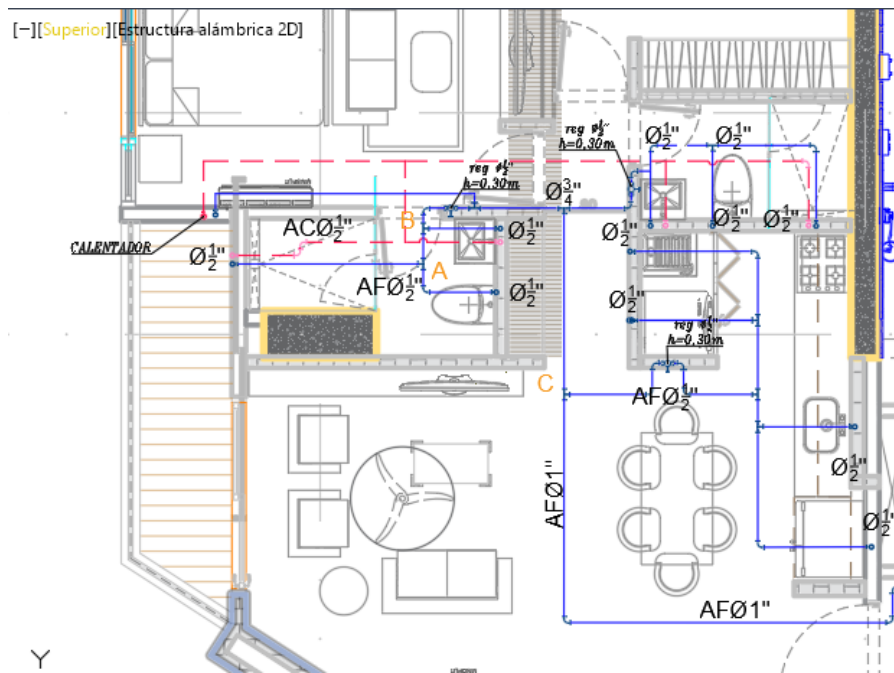 [−][Superior][Estructura alámbrica 2D]
reg ø½"
h=0.30m
Ø½"
Ø½"
reg ø½"
h=0.30m
Ø¾"
B
ACØ½"
Ø½"
Ø½"
Ø½"
CALENTADOR
Ø½"
A
AFØ½"
Ø½"
Ø½"
reg ø½"
h=0.30m
C
AFØ½"
Ø½"
AFØ1"
Ø½"
AFØ1"
Y